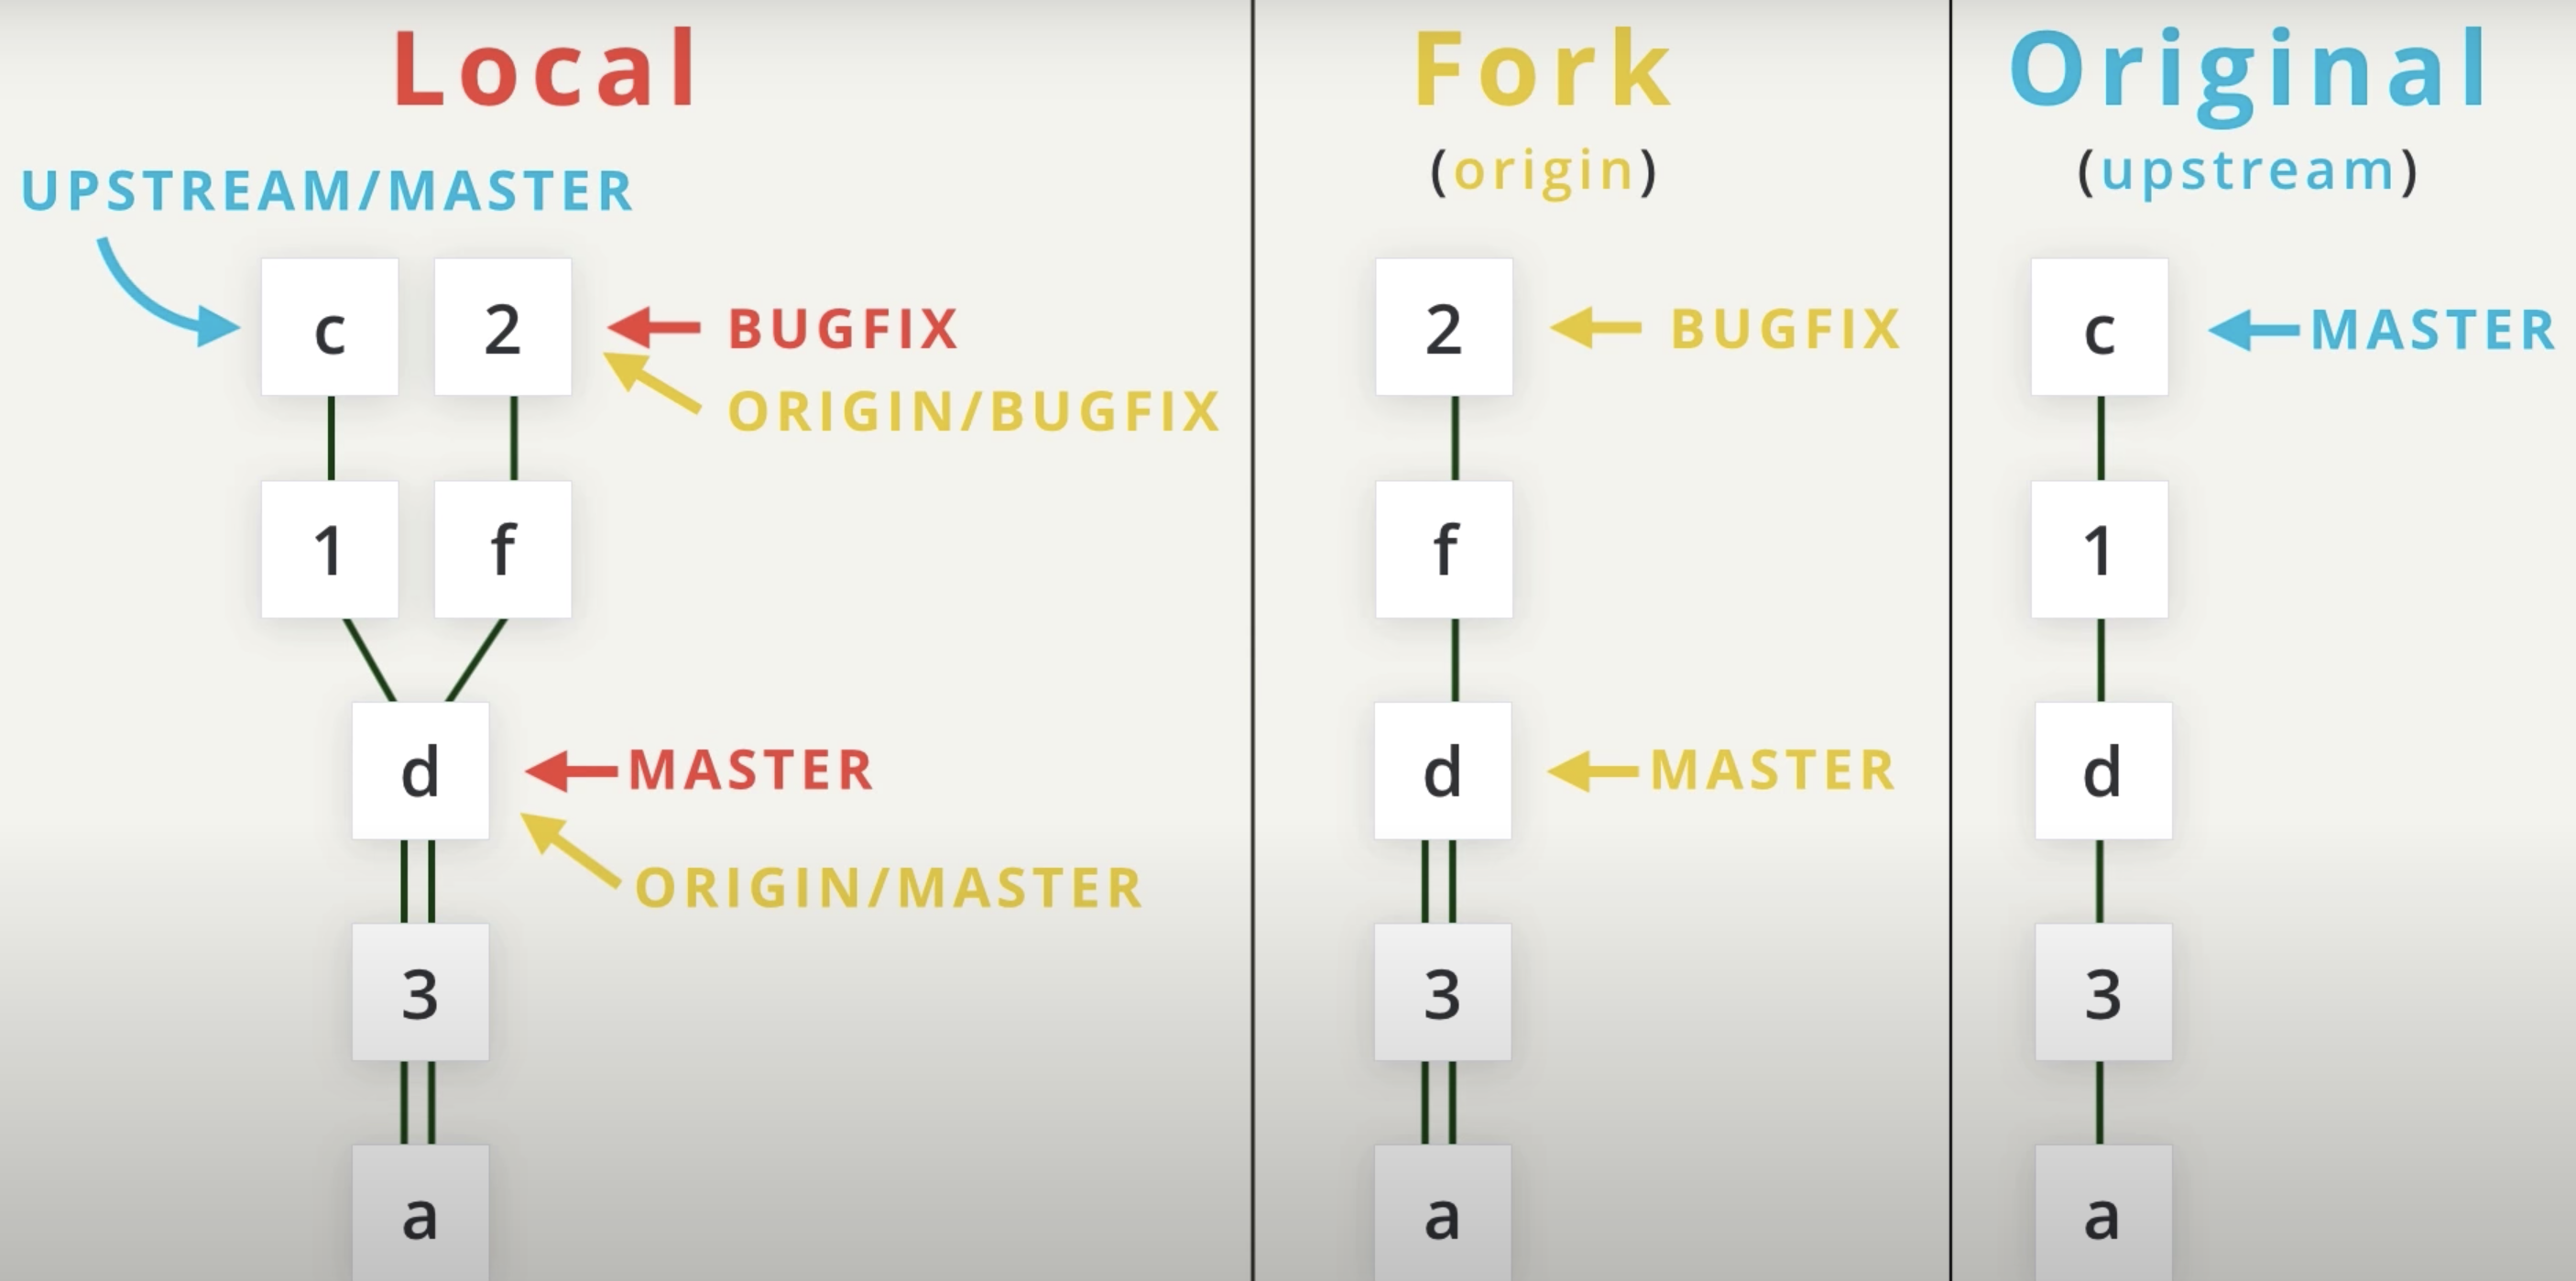 Local
UPSTREAM/MASTER
c
2
BUGFIX
ORIGIN/BUGFIX
1
f
d
MASTER
ORIGIN/MASTER
3
a
Fork
(origin)
2
BUGFIX
f
d
MASTER
3
a
Original
(upstream)
c
MASTER
1
d
3
a